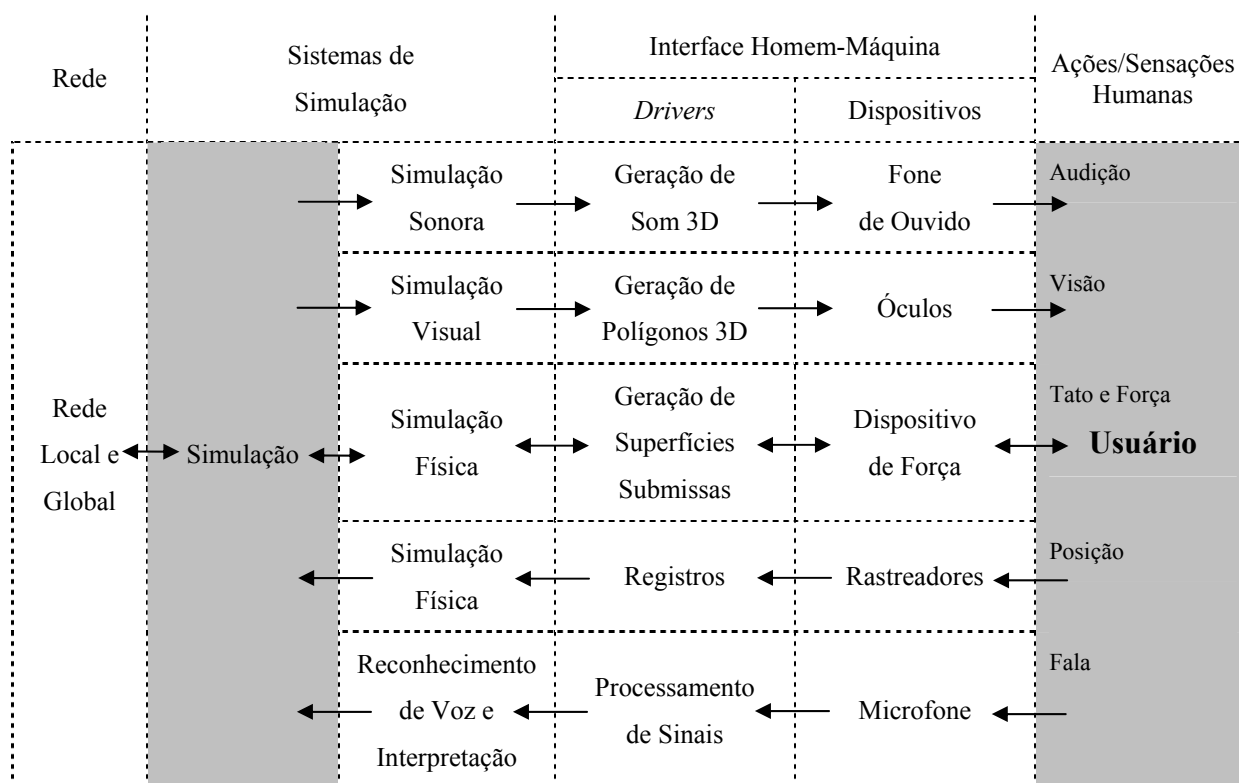 Rede
Sistemas de
Simulação
Interface Homem-Máquina
Drivers
Dispositivos
Ações/Sensações
Humanas
Rede
Local e
Global
Simulação
Simulação
Sonora
Geração de
Som 3D
Fone
de Ouvido
Audição
Simulação
Visual
Geração de
Polígonos 3D
Óculos
Visão
Simulação
Física
Geração de
Superfícies
Submissas
Dispositivo
de Força
Tato e Força
Usuário
Simulação
Física
Registros
Rastreadores
Posição
Reconhecimento
de Voz e
Interpretação
Processamento
de Sinais
Microfone
Fala